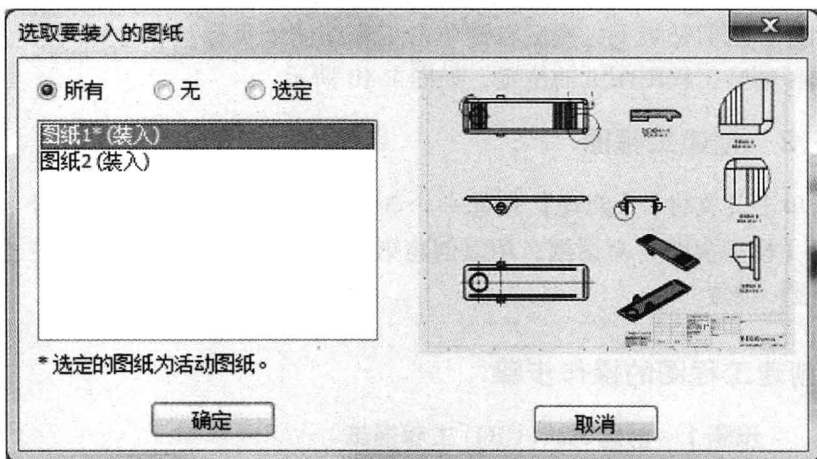 选取要装入的图纸
所有 无 选定
图纸1* (装入)
图纸2 (装入)
* 选定的图纸为活动图纸。
确定
取消